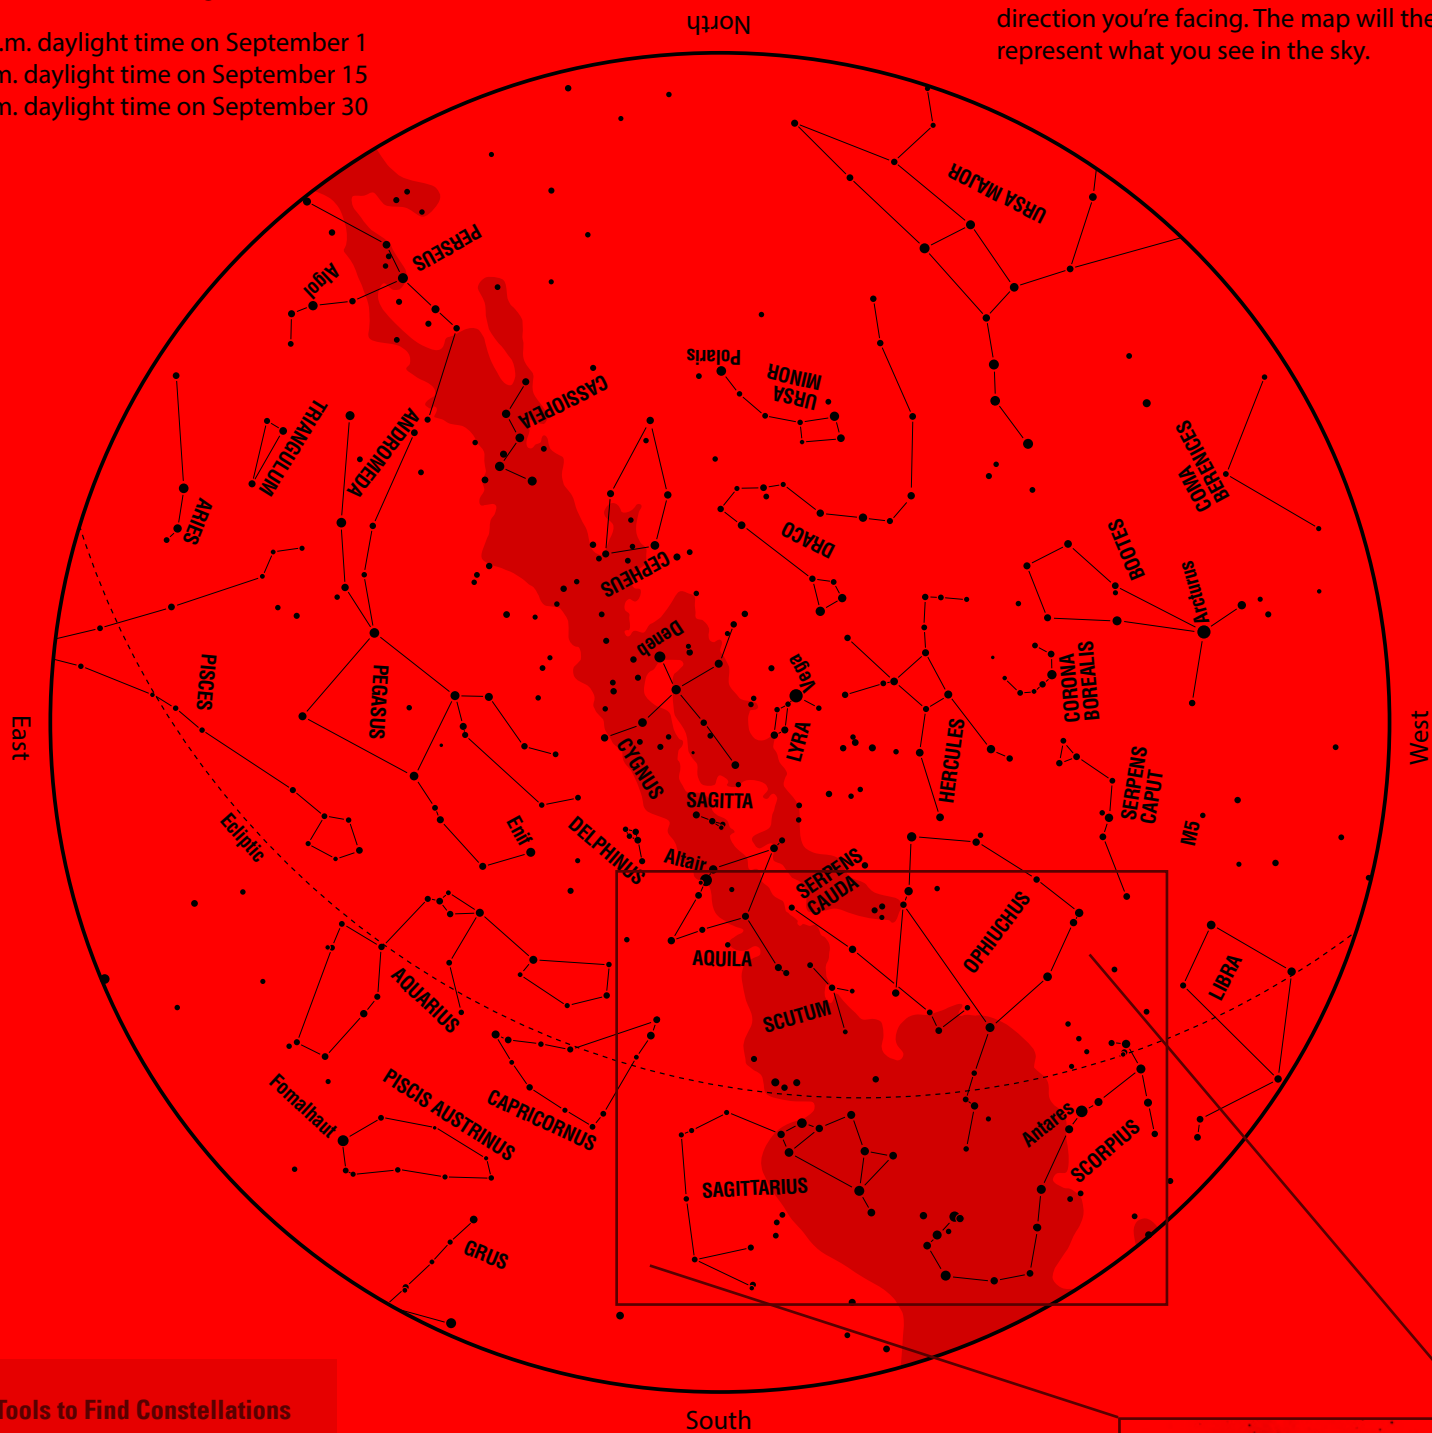 .m. daylight time on September 1
m. daylight time on September 15
m. daylight time on September 30
North
direction you're facing. The map will the
represent what you see in the sky.
URSA MAJOR
PERSEUS
Algol
Polaris
URSA
MINOR
CASSIOPEIA
TRIANGULUM
ANDROMEDA
ARIES
COMA
BERENICES
DRACO
BOOTES
CEPHEUS
Arcturus
Deneb
PISCES
PEGASUS
Vega
CORONA
BOREALIS
East
West
LYRA
CYGNUS
HERCULES
SERPENS
CAPUT
SAGITTA
M5
Ecliptic
Enif
DELPHINUS
Altair
SERPENS
CAUDA
OPHIUCHUS
AQUILA
LIBRA
AQUARIUS
SCUTUM
Fomalhaut
PISCIS AUSTRINUS
CAPRICORNUS
Antares
SCORPIUS
SAGITTARIUS
GRUS
Tools to Find Constellations
South